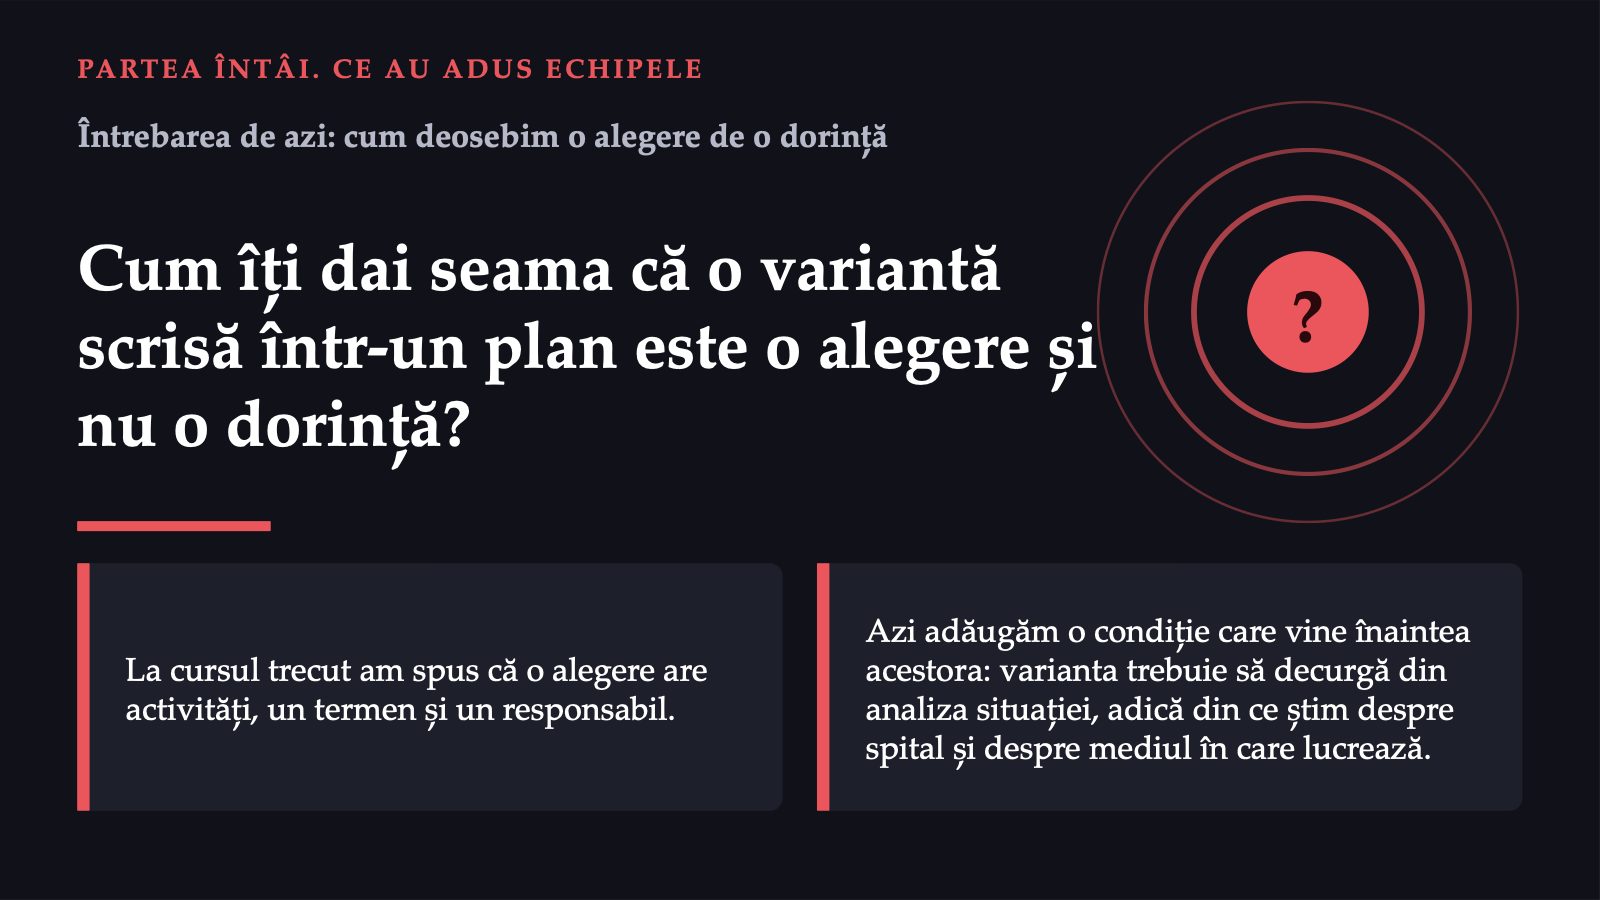 PARTEA ÎNTÂI. CE AU ADUS ECHIPELE
Întrebarea de azi: cum deosebim o alegere de o dorință
Cum îți dai seama că o variantă
scrisă într-un plan este o alegere și
nu o dorință?
?
La cursul trecut am spus că o alegere are
activități, un termen și un responsabil.
Azi adăugăm o condiție care vine înaintea
acestora: varianta trebuie să decurgă din
analiza situației, adică din ce știm despre
spital și despre mediul în care lucrează.